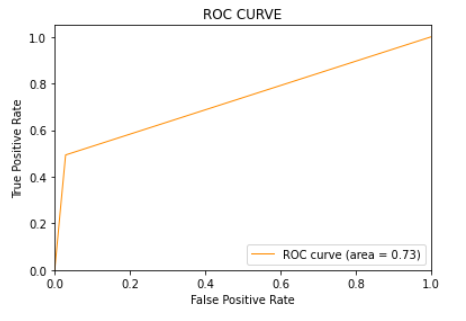 ROC CURVE
1.0
0.8
0.6
0.4
0.2
0.0
True Positive Rate
ROC curve (area = 0.73)
0.0 0.2 0.4 0.6 0.8 1.0
False Positive Rate